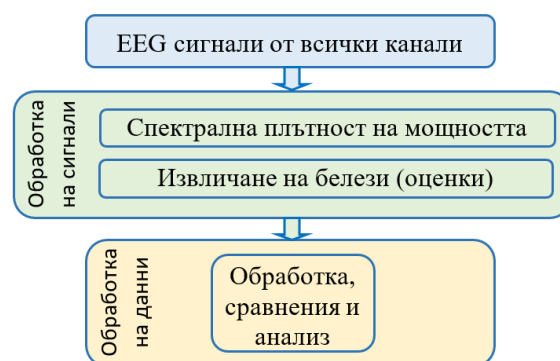 EEG сигнали от всички канали
Обработка
на сигнали
Спектрална плътност на мощността
Извличане на белези (оценки)
Обработка
на данни
Обработка,
сравнения и
анализ